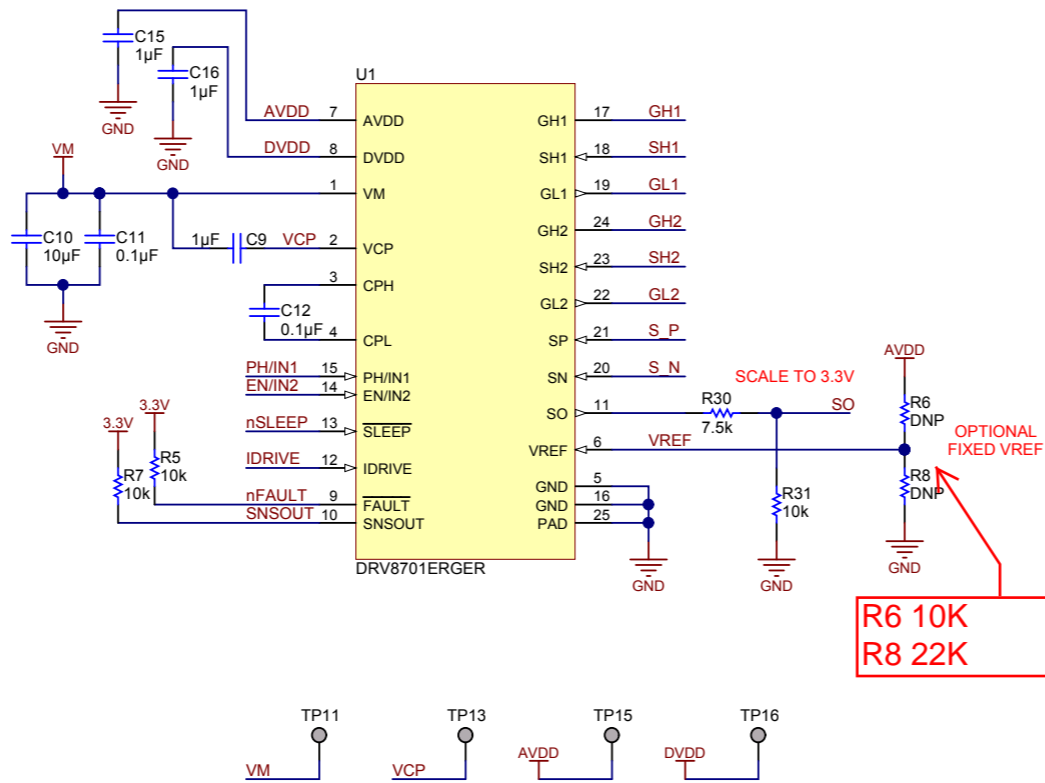 C15
1µF
GND
C16
1µF
GND
VM
C10
10µF
C11
0.1µF
GND
1µF
C9
VCP
C12
0.1µF
AVDD
DVDD
PH/IN1
EN/IN2
nSLEEP
IDRIVE
nFAULT
SNSOUT
3.3V
3.3V
R7
10k
R5
10k
U1
7 AVDD
8 DVDD
1 VM
2 VCP
3 CPH
4 CPL
15 PH/IN1
14 EN/IN2
13 SLEEP
12 IDRIVE
9 FAULT
10 SNSOUT
GH1 17 GH1
SH1 18 SH1
GL1 19 GL1
GH2 24 GH2
SH2 23 SH2
GL2 22 GL2
SP 21 S_P
SN 20 S_N
SO 11
VREF 6 VREF
GND 5
GND 16
PAD 25
DRV8701ERGER
GND
R30
7.5k
SCALE TO 3.3V
SO
R31
10k
GND
AVDD
R6
DNP
OPTIONAL
FIXED VREF
R8
DNP
GND
R6 10K
R8 22K
TP11
VM
TP13
VCP
TP15
AVDD
TP16
DVDD